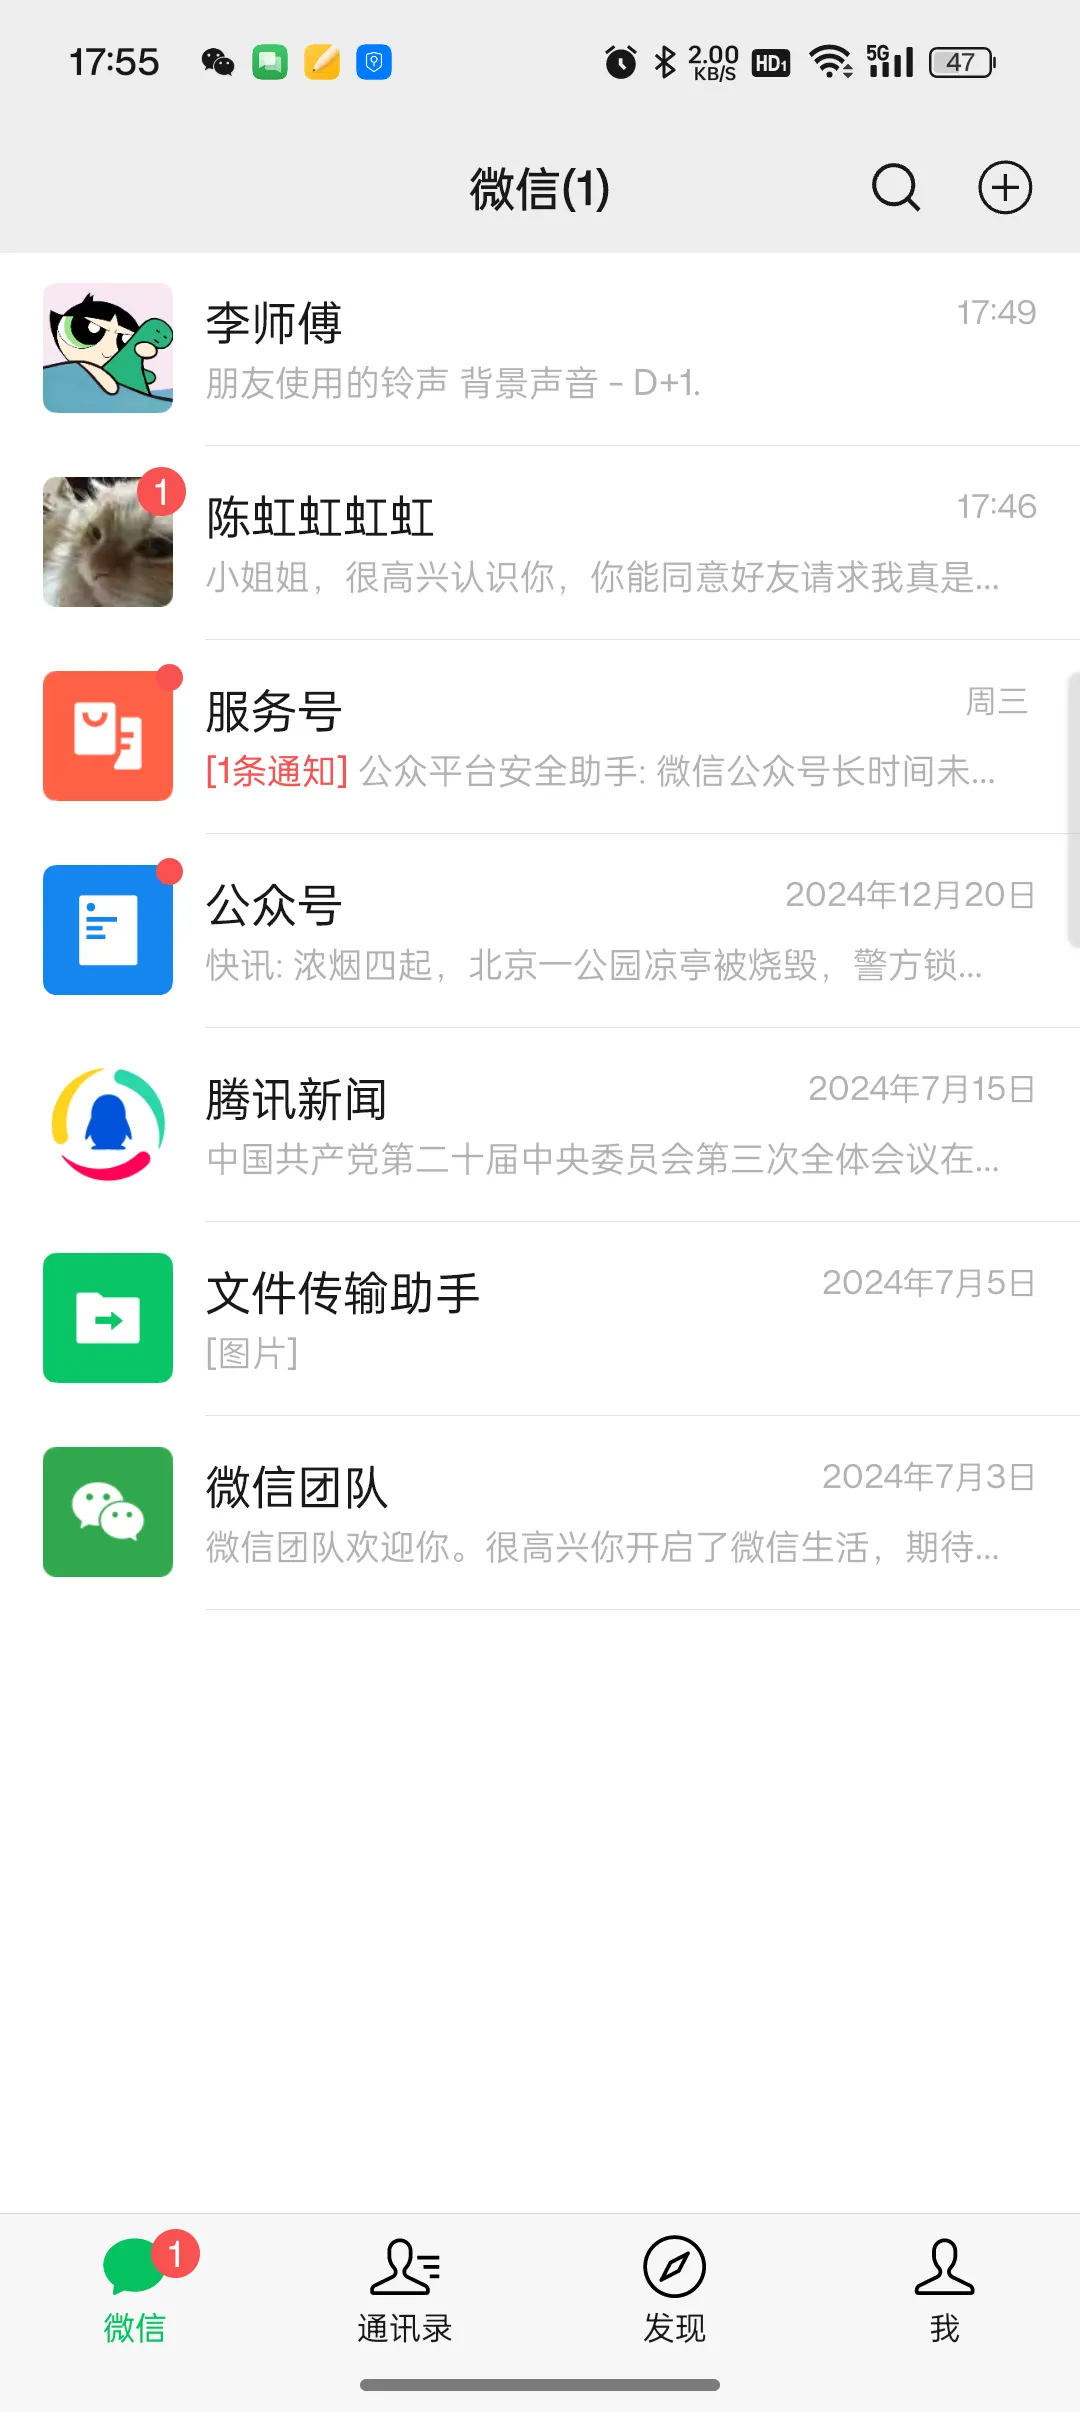 17:55 2.00 KB/S HD1 5G 47
微信(1)
李师傅 17:49
朋友使用的铃声 背景声音 - D+1.
1
陈虹虹虹虹 17:46
小姐姐，很高兴认识你，你能同意好友请求我真是...
服务号 周三
[1条通知] 公众平台安全助手: 微信公众号长时间未...
公众号 2024年12月20日
快讯: 浓烟四起，北京一公园凉亭被烧毁，警方锁...
腾讯新闻 2024年7月15日
中国共产党第二十届中央委员会第三次全体会议在...
文件传输助手 2024年7月5日
[图片]
微信团队 2024年7月3日
微信团队欢迎你。很高兴你开启了微信生活，期待...
1
微信 通讯录 发现 我